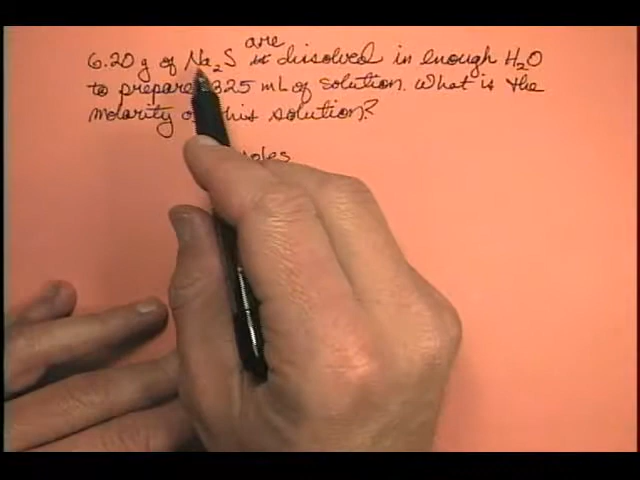 6.20 g of Na₂S are is dissolved in enough H₂O
to prepare 325 mL of solution. What is the
molarity of this solution?
moles